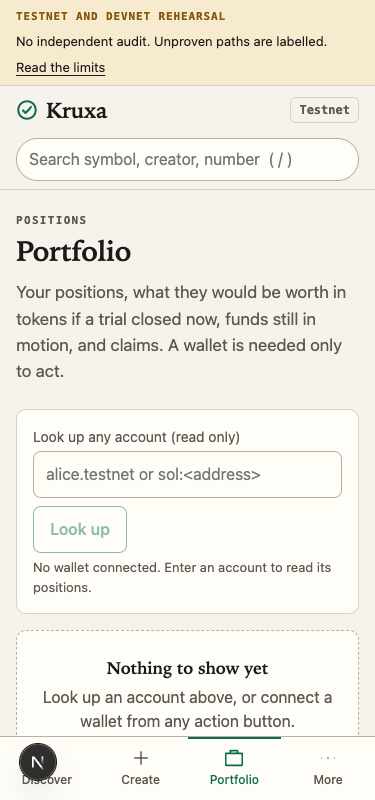 TESTNET AND DEVNET REHEARSAL
No independent audit. Unproven paths are labelled.
Read the limits
Kruxa
Testnet
Search symbol, creator, number ( / )
POSITIONS
Portfolio
Your positions, what they would be worth in
tokens if a trial closed now, funds still in
motion, and claims. A wallet is needed only
to act.
Look up any account (read only)
alice.testnet or sol:<address>
Look up
No wallet connected. Enter an account to read its
positions.
Nothing to show yet
Look up an account above, or connect a
wallet from any action button.
N
Discover
Create
Portfolio
More